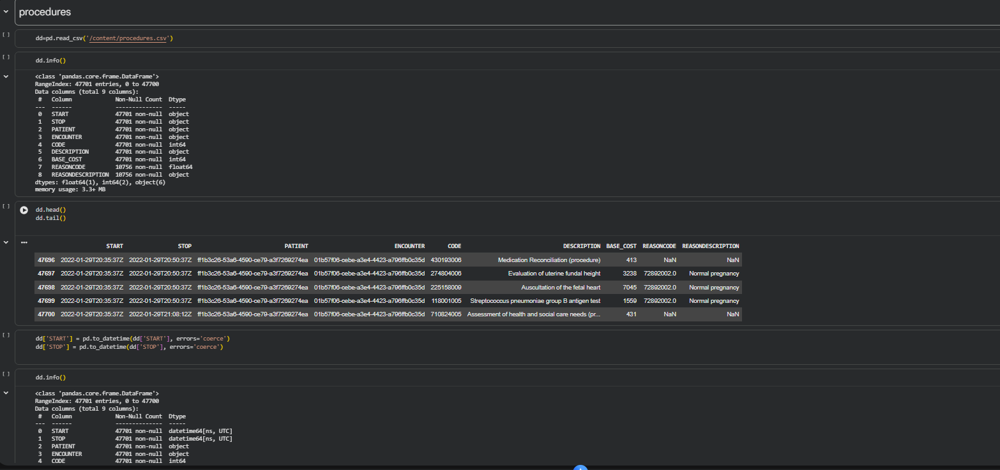 procedures
[ ]
dd=pd.read_csv('/content/procedures.csv')
[ ]
dd.info()
<class 'pandas.core.frame.DataFrame'>
RangeIndex: 47701 entries, 0 to 47700
Data columns (total 9 columns):
 #   Column             Non-Null Count  Dtype
---  ------             --------------  -----
 0   START              47701 non-null  object
 1   STOP               47701 non-null  object
 2   PATIENT            47701 non-null  object
 3   ENCOUNTER          47701 non-null  object
 4   CODE               47701 non-null  int64
 5   DESCRIPTION        47701 non-null  object
 6   BASE_COST          47701 non-null  int64
 7   REASONCODE         10756 non-null  float64
 8   REASONDESCRIPTION  10756 non-null  object
dtypes: float64(1), int64(2), object(6)
memory usage: 3.3+ MB
[ ]
dd.head()
dd.tail()
START STOP PATIENT ENCOUNTER CODE DESCRIPTION BASE_COST REASONCODE REASONDESCRIPTION
47696 2022-01-29T20:35:37Z 2022-01-29T20:50:37Z ff1b3c26-53a6-4590-ce79-a3f7269274ea 01b57f06-cebe-a3e4-4423-a796ffb0c35d 430193006 Medication Reconciliation (procedure) 413 NaN NaN
47697 2022-01-29T20:35:37Z 2022-01-29T20:50:37Z ff1b3c26-53a6-4590-ce79-a3f7269274ea 01b57f06-cebe-a3e4-4423-a796ffb0c35d 274804006 Evaluation of uterine fundal height 3238 72892002.0 Normal pregnancy
47698 2022-01-29T20:35:37Z 2022-01-29T20:50:37Z ff1b3c26-53a6-4590-ce79-a3f7269274ea 01b57f06-cebe-a3e4-4423-a796ffb0c35d 225158009 Auscultation of the fetal heart 7045 72892002.0 Normal pregnancy
47699 2022-01-29T20:35:37Z 2022-01-29T20:50:37Z ff1b3c26-53a6-4590-ce79-a3f7269274ea 01b57f06-cebe-a3e4-4423-a796ffb0c35d 118001005 Streptococcus pneumoniae group B antigen test 1559 72892002.0 Normal pregnancy
47700 2022-01-29T20:35:37Z 2022-01-29T21:08:12Z ff1b3c26-53a6-4590-ce79-a3f7269274ea 01b57f06-cebe-a3e4-4423-a796ffb0c35d 710824005 Assessment of health and social care needs (pr... 431 NaN NaN
[ ]
dd['START'] = pd.to_datetime(dd['START'], errors='coerce')
dd['STOP'] = pd.to_datetime(dd['STOP'], errors='coerce')
[ ]
dd.info()
<class 'pandas.core.frame.DataFrame'>
RangeIndex: 47701 entries, 0 to 47700
Data columns (total 9 columns):
 #   Column             Non-Null Count  Dtype
---  ------             --------------  -----
 0   START              47701 non-null  datetime64[ns, UTC]
 1   STOP               47701 non-null  datetime64[ns, UTC]
 2   PATIENT            47701 non-null  object
 3   ENCOUNTER          47701 non-null  object
 4   CODE               47701 non-null  int64